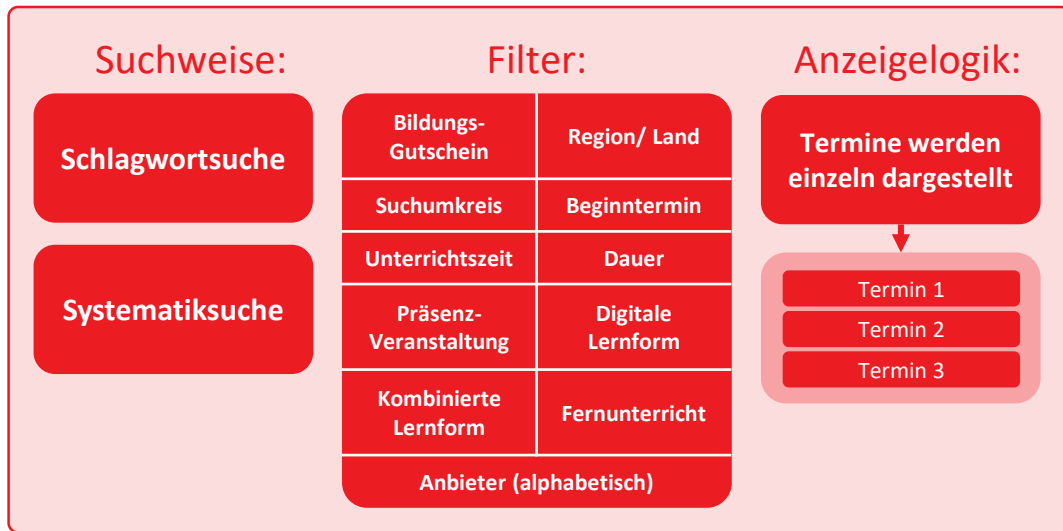 Suchweise:
Schlagwortsuche
Systematiksuche
Filter:
Bildungs-
Gutschein
Region/ Land
Suchumkreis
Beginntermin
Unterrichtszeit
Dauer
Präsenz-
Veranstaltung
Digitale
Lernform
Kombinierte
Lernform
Fernunterricht
Anbieter (alphabetisch)
Anzeigelogik:
Termine werden
einzeln dargestellt
Termin 1
Termin 2
Termin 3